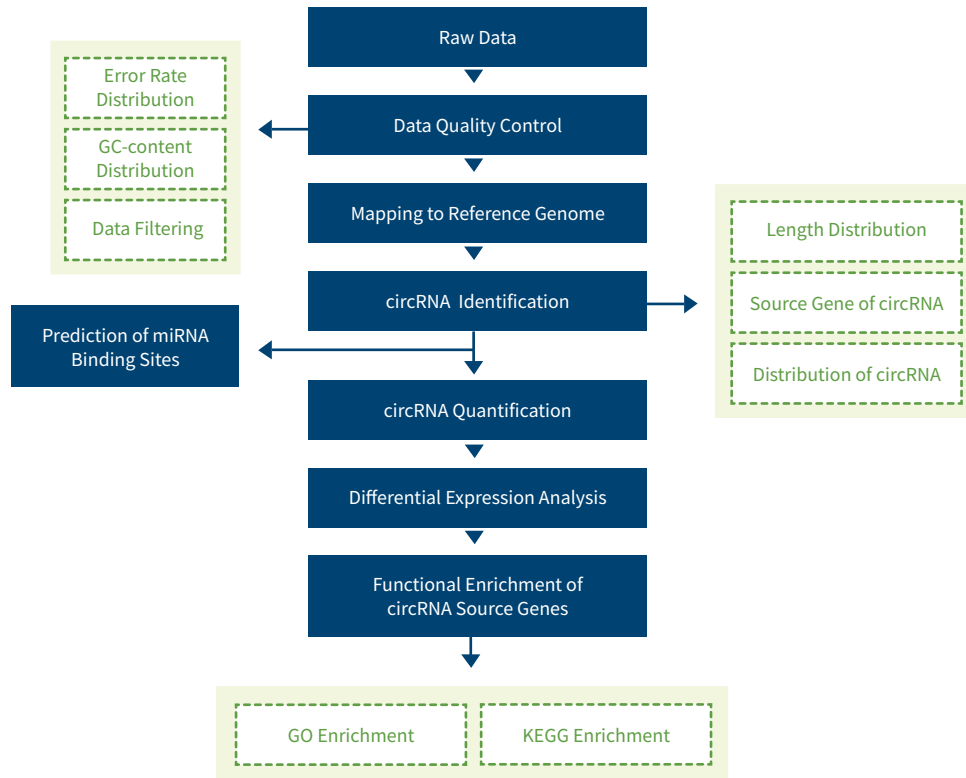 Raw Data
Error Rate
Distribution
GC-content
Distribution
Data Filtering
Data Quality Control
Mapping to Reference Genome
circRNA Identification
Length Distribution
Source Gene of circRNA
Distribution of circRNA
Prediction of miRNA
Binding Sites
circRNA Quantification
Differential Expression Analysis
Functional Enrichment of
circRNA Source Genes
GO Enrichment
KEGG Enrichment